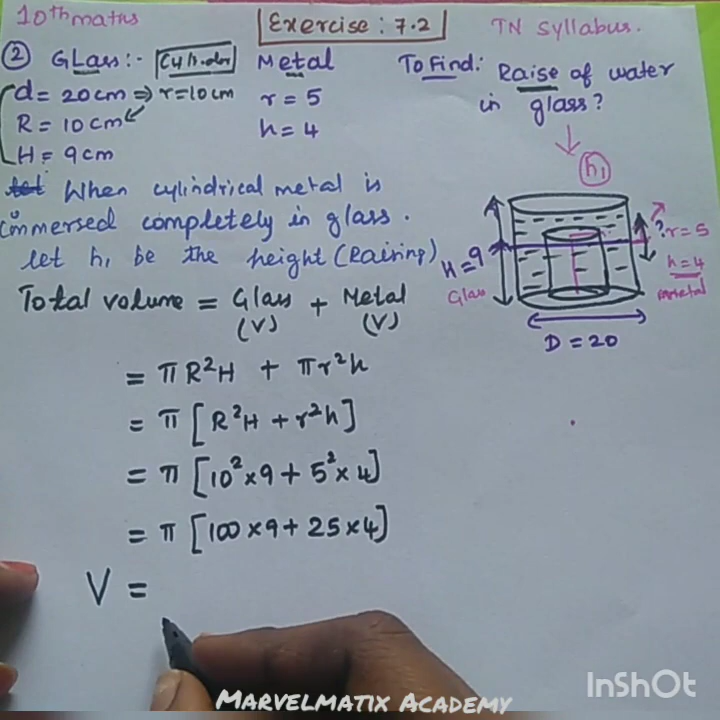 10th maths
Exercise: 7.2
TN Syllabus.
② GLass:- Cylinder Metal To Find: Raise of water in glass?
d = 20cm ⇒ r=10cm
R = 10cm
H = 9cm
r = 5
h = 4
h₁
When cylindrical metal is
immersed completely in glass.
let h₁ be the height (Raising)
Total volume = Glass (V) + Metal (V)
= πR²H + πr²h
= π[R²H + r²h]
= π[10²×9 + 5²×4]
= π[100×9 + 25×4]
V =
H=9
Glass
?
r=5
h=4
metal
D = 20
MARVELMATIX ACADEMY
InShOt